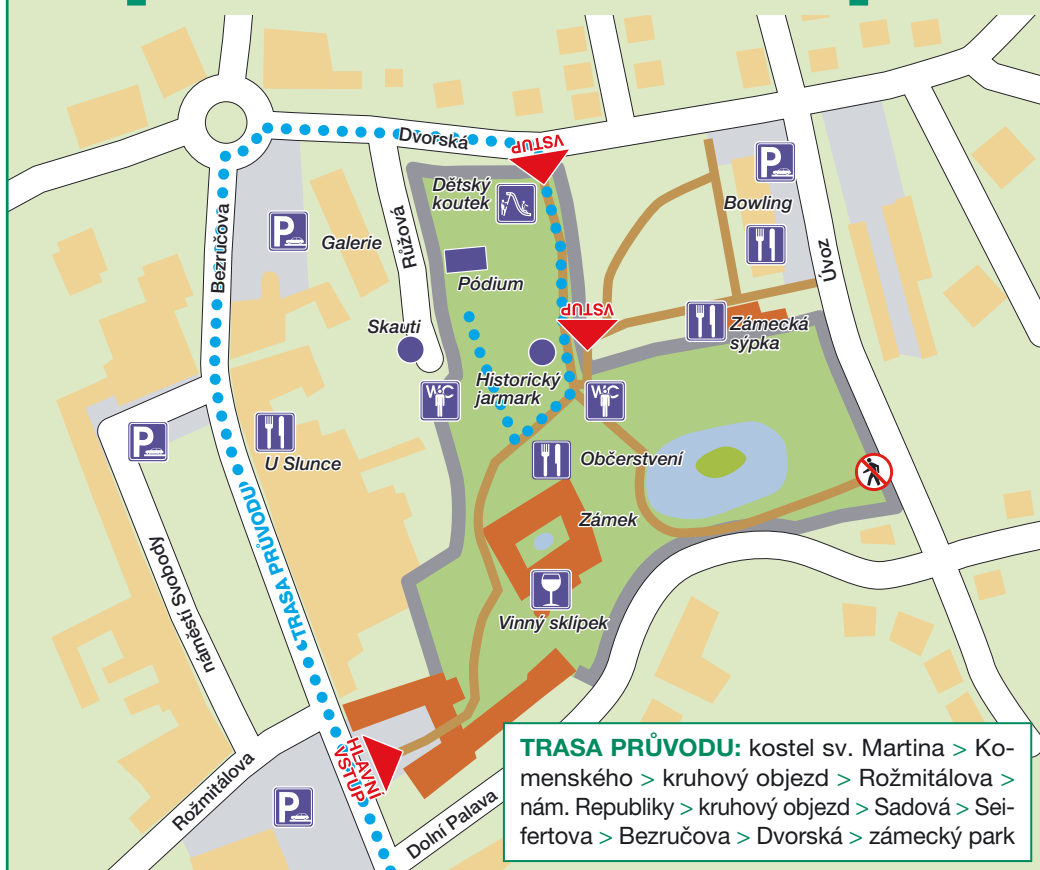 Dvorská
VSTUP
Dětský
koutek
P
Bowling
Bezručova
P
Galerie
Růžová
Úvoz
Pódium
VSTUP
Skauti
Zámecká
sýpka
Historický
jarmark
WC
WC
P
U Slunce
Občerstvení
TRASA PRŮVODU
Zámek
náměstí Svobody
Vinný sklípek
HLAVNÍ
VSTUP
Rožmitálova
P
Dolní Palava
TRASA PRŮVODU: kostel sv. Martina > Ko-
menského > kruhový objezd > Rožmitálova >
nám. Republiky > kruhový objezd > Sadová > Sei-
fertova > Bezručova > Dvorská > zámecký park